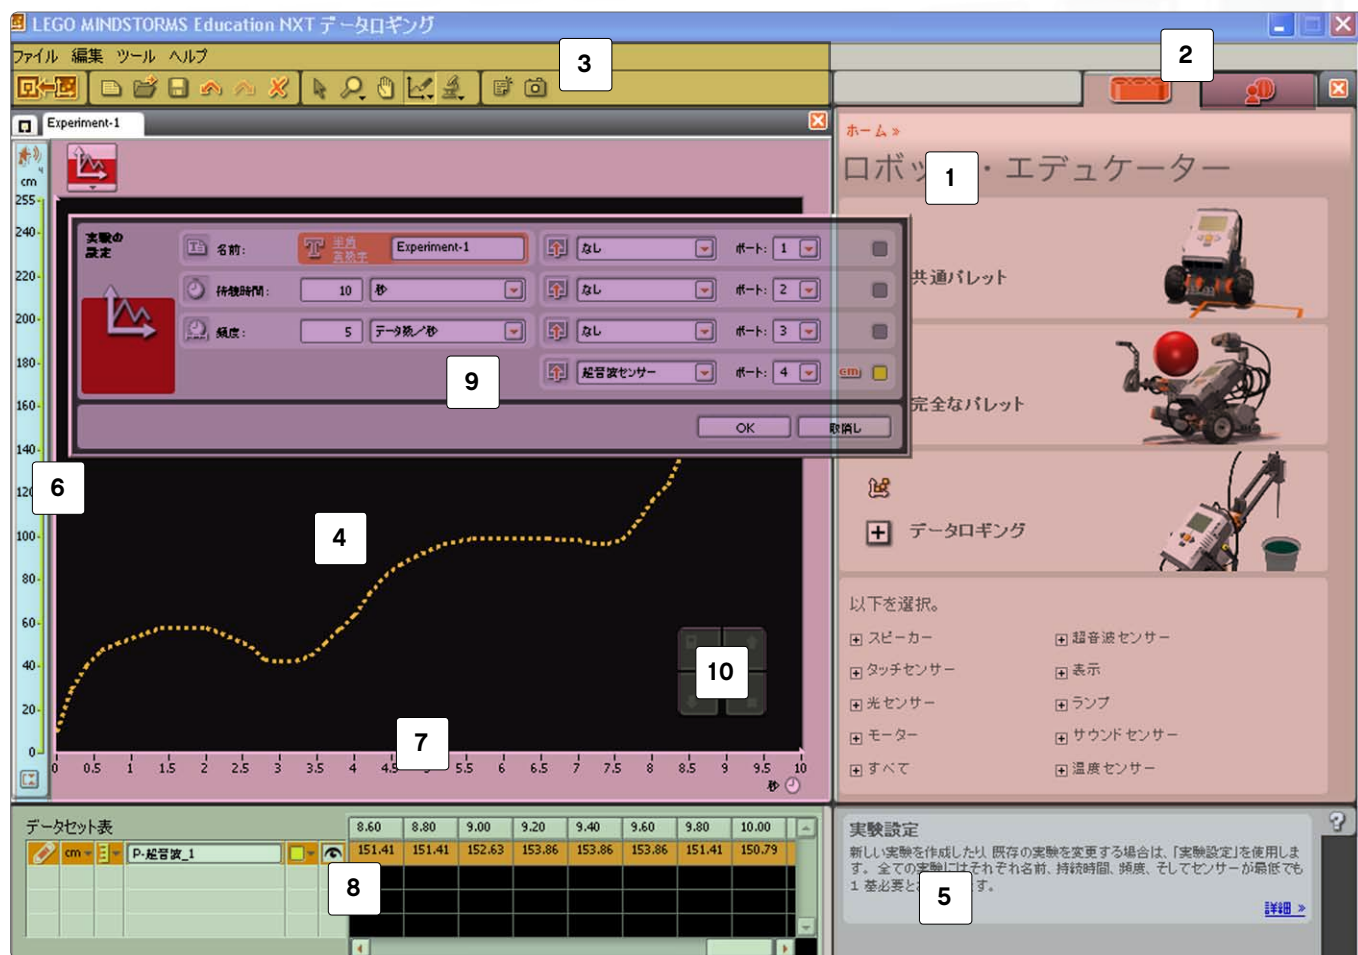 LEGO MINDSTORMS Education NXT データロギング
ファイル 編集 ツール ヘルプ
3
2
Experiment-1
ホーム »
1
エデュケーター
cm
255
240
220
200
180
160
140
100
80
60
40
20
0
実験の
設定
名前:
半角
英数字
Experiment-1
なし
ポート: 1
持続時間:
10 秒
なし
ポート: 2
頻度:
5 データ数/秒
なし
ポート: 3
超音波センサー
ポート: 4
cm
9
OK
取消し
6
4
10
7
0 0.5 1 1.5 2 2.5 3 3.5 4 5.5 6 6.5 7 7.5 8 8.5 9 9.5 10
秒
共通パレット
完全なパレット
データロギング
以下を選択。
スピーカー 超音波センサー
タッチセンサー 表示
光センサー ランプ
モーター サウンドセンサー
すべて 温度センサー
データセット表
8.60 8.80 9.00 9.20 9.40 9.60 9.80 10.00
cm P-超音波_1 151.41 151.41 152.63 153.86 153.86 153.86 151.41 150.79
8
実験設定
新しい実験を作成したり、既存の実験を変更する場合は、「実験設定」を使用しま
す。全ての実験にはそれぞれ名前、持続時間、頻度、そしてセンサーが最低でも
1 基必要と
す。
5
詳細 »